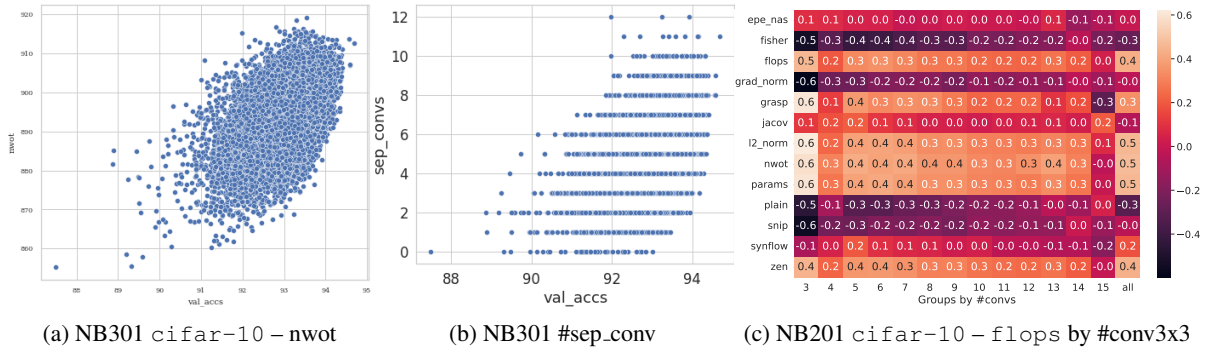 920
910
900
890
880
870
860
nwot
88 89 90 91 92 93 94 95
val_accs
(a) NB301 cifar-10 – nwot
12
10
8
6
4
2
0
sep_convs
88 90 92 94
val_accs
(b) NB301 #sep_conv
epe_nas 0.1 0.1 0.0 0.0 -0.0 0.0 0.0 0.0 0.0 0.0 0.1 -0.1 -0.1 0.0
fisher -0.5 -0.3 -0.4 -0.4 -0.4 -0.3 -0.3 -0.2 -0.2 -0.2 -0.1 -0.0 -0.2 -0.3
flops 0.5 0.2 0.3 0.3 0.3 0.2 0.3 0.2 0.2 0.2 0.3 0.2 0.0 0.4
grad_norm -0.6 -0.3 -0.3 -0.2 -0.2 -0.2 -0.2 -0.1 -0.1 -0.1 -0.1 -0.0 -0.1 -0.0
grasp 0.6 0.1 0.4 0.3 0.3 0.3 0.2 0.2 0.2 0.2 0.1 0.2 -0.3 0.3
jacov 0.1 0.2 0.1 0.2 0.1 0.1 0.0 0.0 0.0 0.1 0.0 0.0 0.2 -0.1
l2_norm 0.6 0.2 0.4 0.4 0.4 0.3 0.3 0.3 0.3 0.3 0.3 0.3 0.1 0.5
nwot 0.6 0.3 0.4 0.4 0.4 0.4 0.4 0.3 0.3 0.3 0.4 0.3 -0.0 0.5
params 0.6 0.3 0.4 0.4 0.4 0.3 0.3 0.3 0.2 0.2 0.3 0.2 0.0 0.5
plain -0.5 -0.1 -0.3 -0.3 -0.3 -0.2 -0.2 -0.2 -0.2 -0.2 -0.1 -0.1 0.0 -0.3
snip -0.6 -0.2 -0.3 -0.2 -0.2 -0.2 -0.2 -0.1 -0.1 -0.1 -0.1 0.0 -0.1 -0.0
synflow -0.1 0.0 0.2 0.1 0.1 0.1 0.0 0.0 -0.0 -0.0 -0.1 -0.1 -0.2 0.2
zen 0.4 0.2 0.4 0.4 0.3 0.3 0.3 0.3 0.2 0.2 0.3 0.2 -0.0 0.4
3 4 5 6 7 8 9 10 11 12 13 14 15 all
Groups by #convs
0.6
0.4
0.2
0.0
-0.2
-0.4
(c) NB201 cifar-10 – flops by #conv3x3